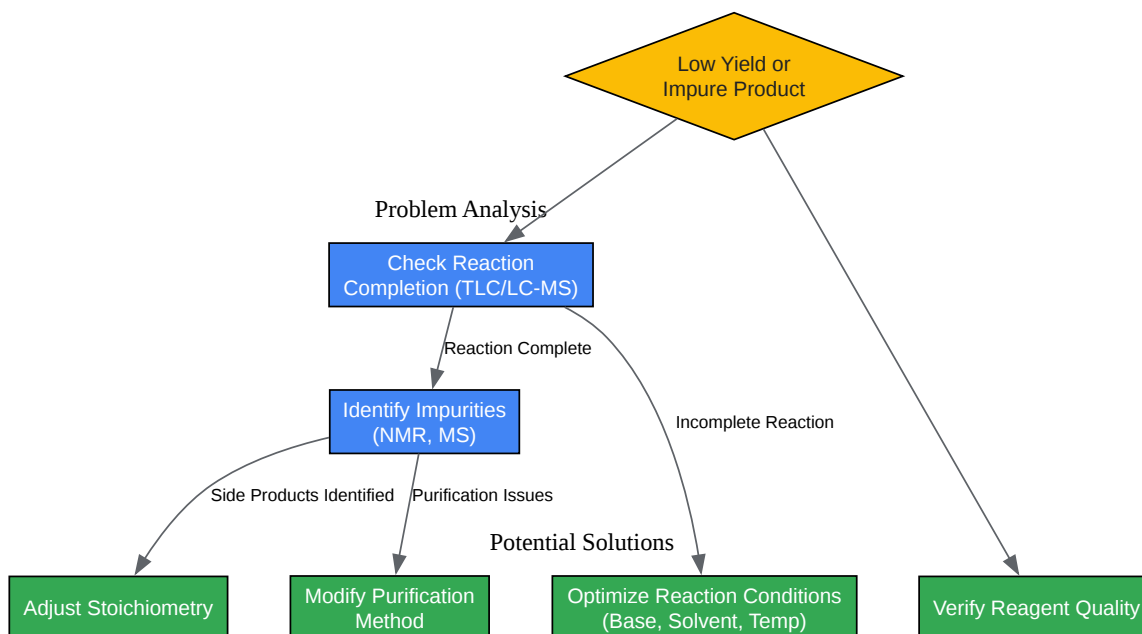 Low Yield or
Impure Product
Problem Analysis
Check Reaction
Completion (TLC/LC-MS)
Reaction Complete
Identify Impurities
(NMR, MS)
Incomplete Reaction
Side Products Identified
Purification Issues
Potential Solutions
Adjust Stoichiometry
Modify Purification
Method
Optimize Reaction Conditions
(Base, Solvent, Temp)
Verify Reagent Quality